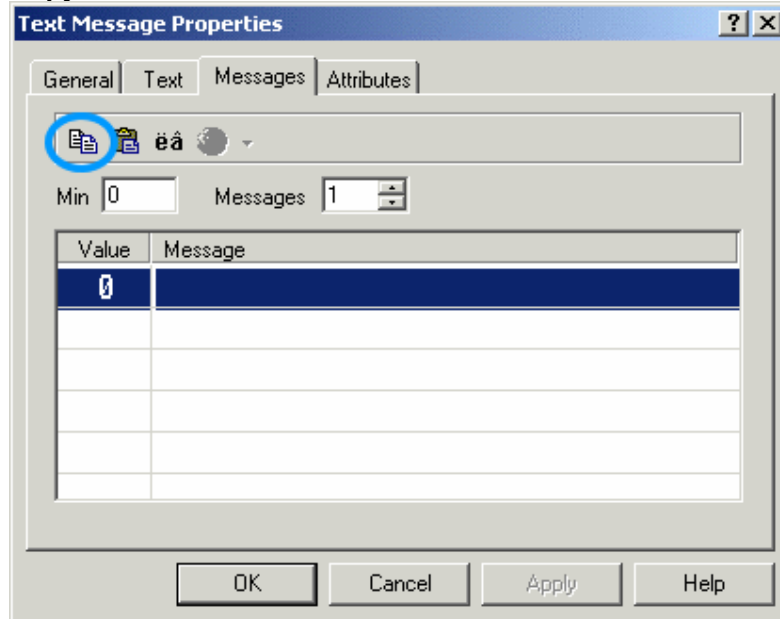 Text Message Properties
General Text Messages Attributes
ëâ
Min 0 Messages 1
Value Message
0
OK Cancel Apply Help